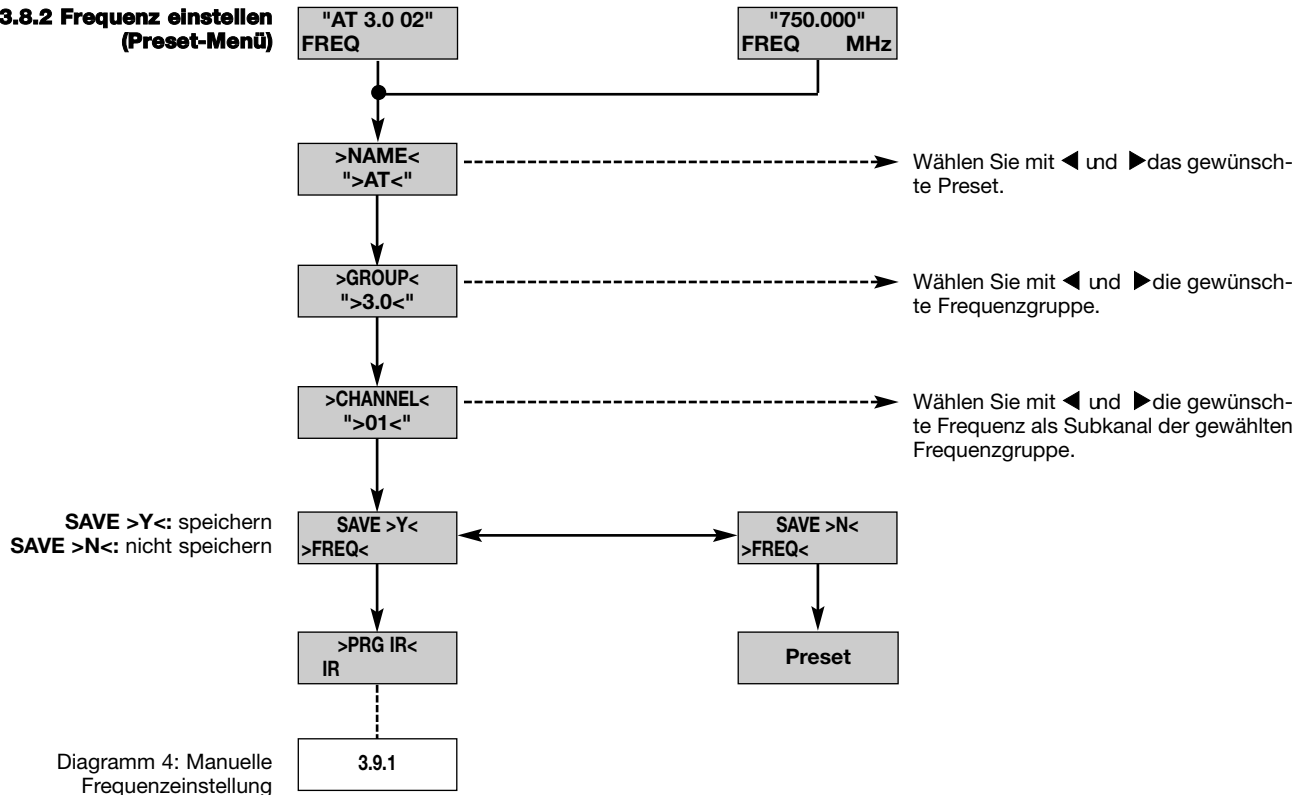 3.8.2 Frequenz einstellen
(Preset-Menü)
"AT 3.0 02"
FREQ
"750.000"
FREQ MHz
>NAME<
">AT<"
Wählen Sie mit ◀ und ▶ das gewünsch-
te Preset.
>GROUP<
">3.0<"
Wählen Sie mit ◀ und ▶ die gewünsch-
te Frequenzgruppe.
>CHANNEL<
">01<"
Wählen Sie mit ◀ und ▶ die gewünsch-
te Frequenz als Subkanal der gewählten
Frequenzgruppe.
SAVE >Y<: speichern
SAVE >N<: nicht speichern
SAVE >Y<
>FREQ<
SAVE >N<
>FREQ<
>PRG IR<
IR
Preset
Diagramm 4: Manuelle
Frequenzeinstellung
3.9.1